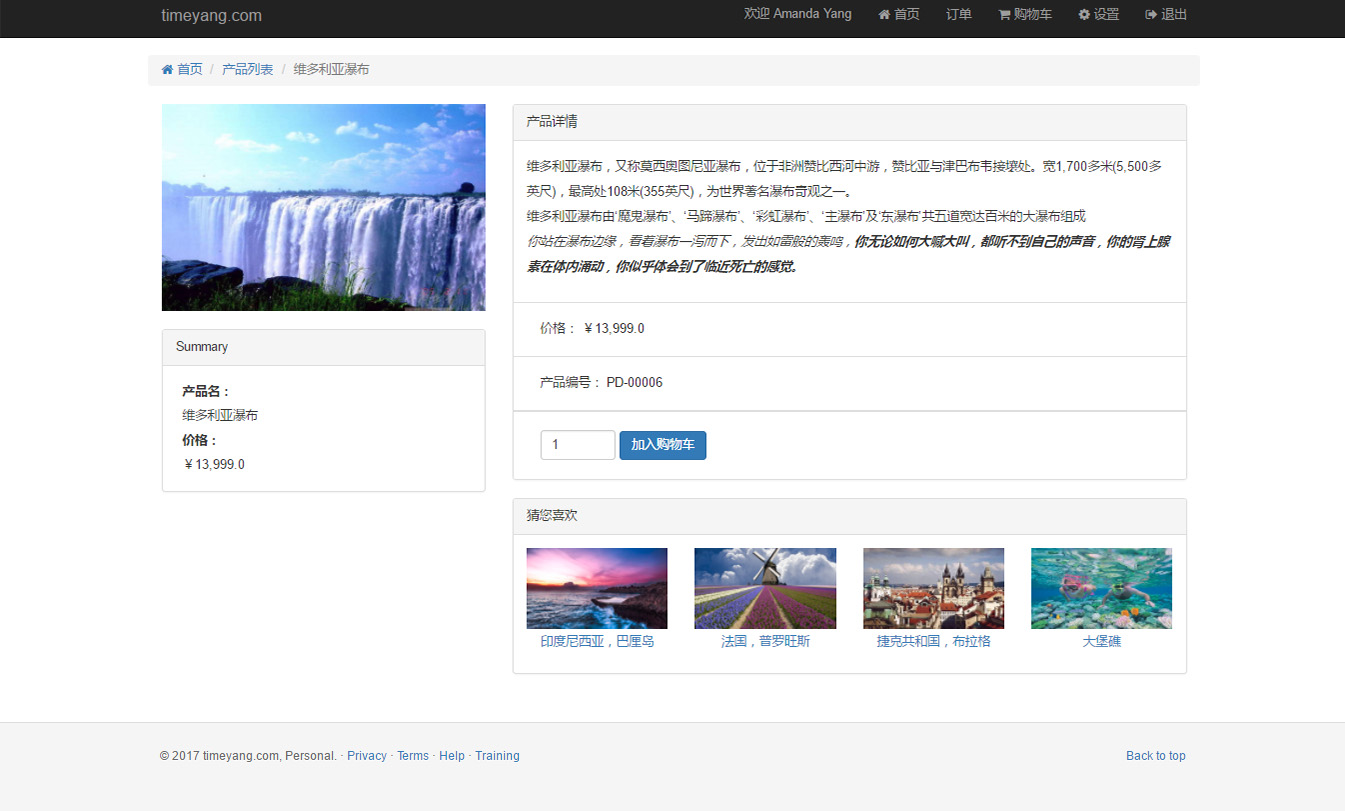 timeyang.com
欢迎 Amanda Yang
首页
订单
购物车
设置
退出
首页 / 产品列表 / 维多利亚瀑布
Summary
产品名：
维多利亚瀑布
价格：
￥13,999.0
产品详情
维多利亚瀑布，又称莫西奥图尼亚瀑布，位于非洲赞比西河中游，赞比亚与津巴布韦接壤处。宽1,700多米(5,500多
英尺)，最高处108米(355英尺)，为世界著名瀑布奇观之一。
维多利亚瀑布由‘魔鬼瀑布’、‘马蹄瀑布’、‘彩虹瀑布’、‘主瀑布’及‘东瀑布’共五道宽达百米的大瀑布组成
你站在瀑布边缘，看着瀑布一泻而下，发出如雷般的轰鸣，你无论如何大喊大叫，都听不到自己的声音，你的肾上腺
素在体内涌动，你似乎体会到了临近死亡的感觉。
价格： ￥13,999.0
产品编号： PD-00006
1
加入购物车
猜您喜欢
印度尼西亚，巴厘岛
法国，普罗旺斯
捷克共和国，布拉格
大堡礁
© 2017 timeyang.com, Personal. · Privacy · Terms · Help · Training
Back to top